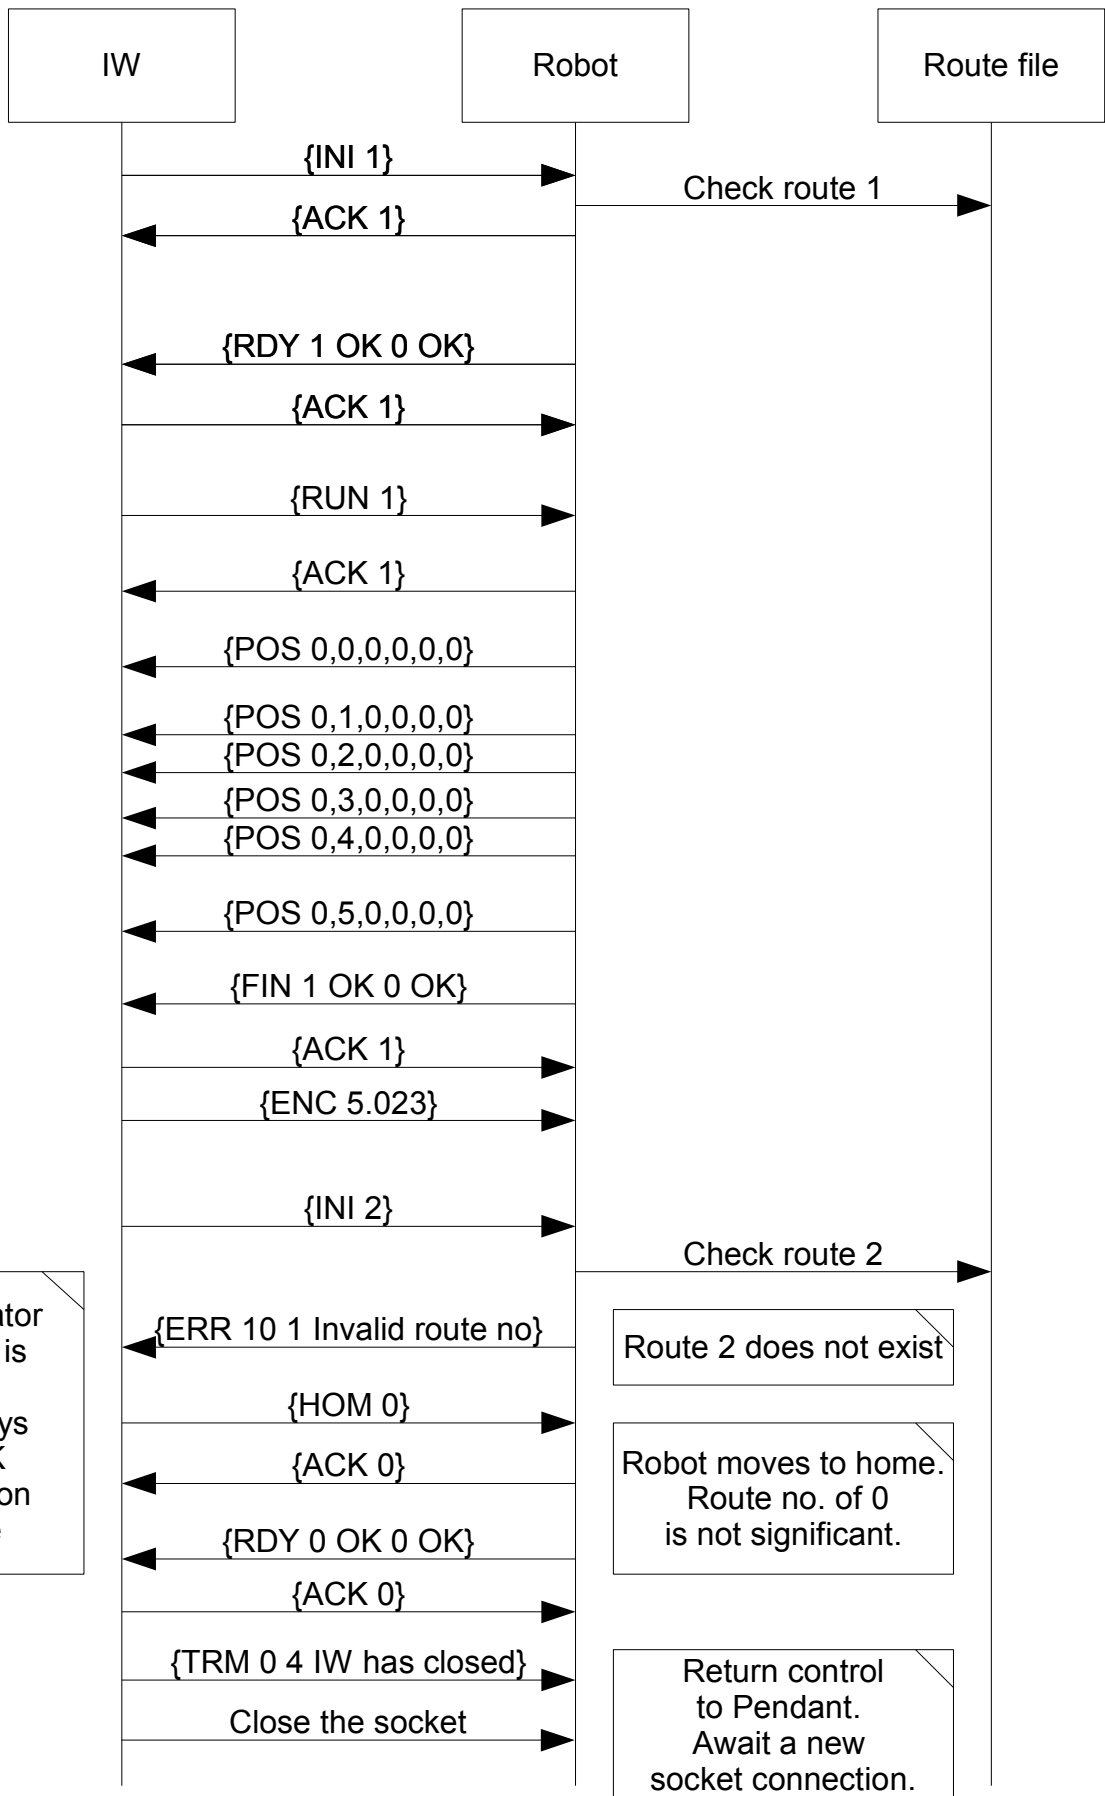 IW
Robot
Route file
{INI 1}
Check route 1
{ACK 1}
{RDY 1 OK 0 OK}
{ACK 1}
{RUN 1}
{ACK 1}
{POS 0,0,0,0,0,0}
{POS 0,1,0,0,0,0}
{POS 0,2,0,0,0,0}
{POS 0,3,0,0,0,0}
{POS 0,4,0,0,0,0}
{POS 0,5,0,0,0,0}
{FIN 1 OK 0 OK}
{ACK 1}
{ENC 5.023}
{INI 2}
Check route 2
is
{ERR 10 1 Invalid route no}
Route 2 does not exist
{HOM 0}
{ACK 0}
Robot moves to home.
Route no. of 0
is not significant.
{RDY 0 OK 0 OK}
{ACK 0}
{TRM 0 4 IW has closed}
Close the socket
Return control
to Pendant.
Await a new
socket connection.